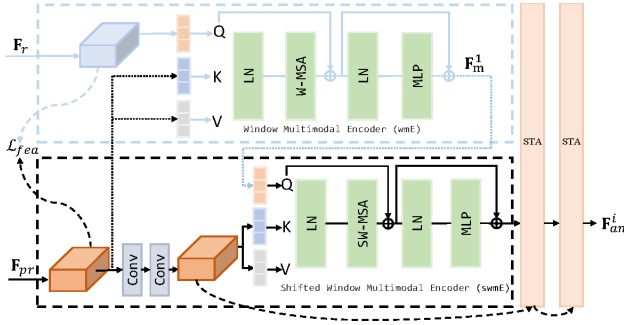 F_r
Q
K
V
LN
W-MSA
LN
MLP
F_m^1
Window Multimodal Encoder (wmE)
STA
STA
ℒ_fea
Q
K
V
LN
SW-MSA
LN
MLP
F_an^i
F_pr
Conv
Conv
Shifted Window Multimodal Encoder (swmE)